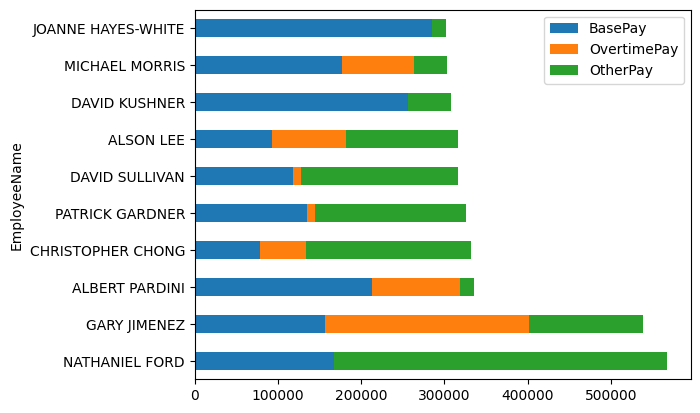 JOANNE HAYES-WHITE
MICHAEL MORRIS
DAVID KUSHNER
ALSON LEE
DAVID SULLIVAN
PATRICK GARDNER
CHRISTOPHER CHONG
ALBERT PARDINI
GARY JIMENEZ
NATHANIEL FORD
EmployeeName
BasePay
OvertimePay
OtherPay
0 100000 200000 300000 400000 500000